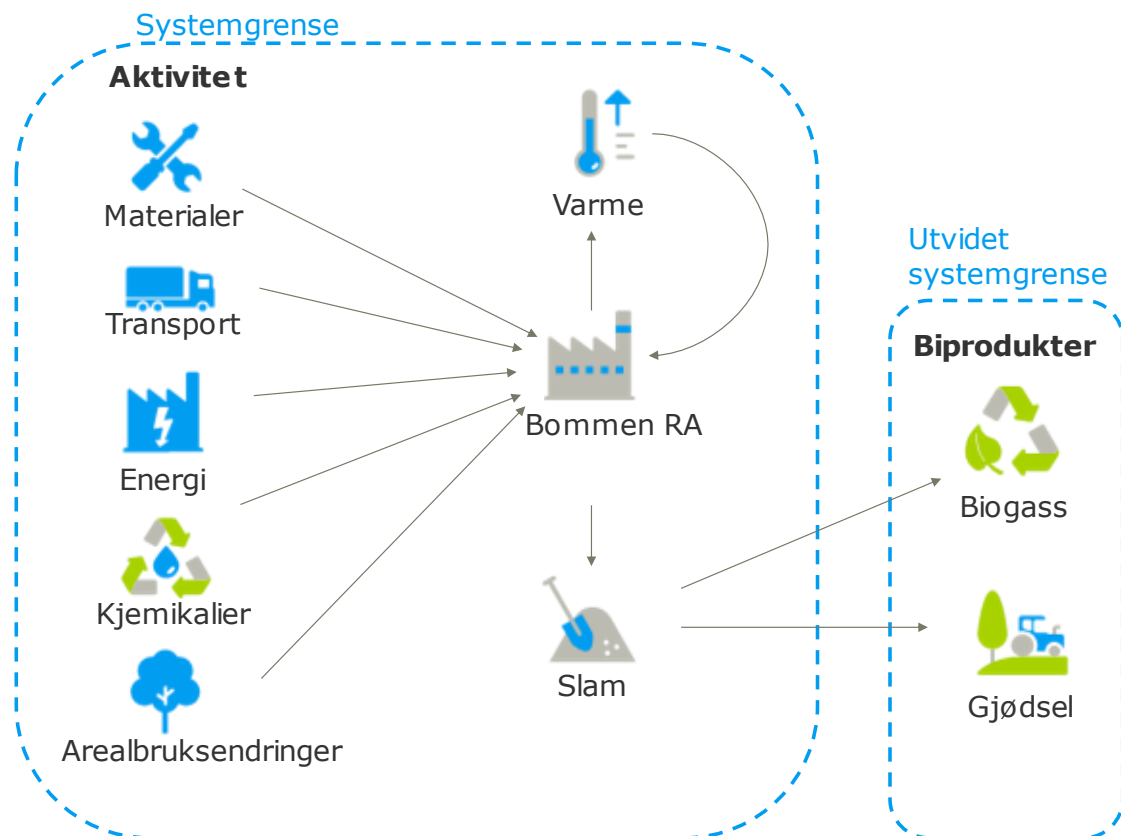 Systemgrense
Aktivitet
Materialer
Transport
Energi
Kjemikalier
Arealbruksendringer
Varme
Bommen RA
Slam
Utvidet
systemgrense
Biprodukter
Biogass
Gjødsel